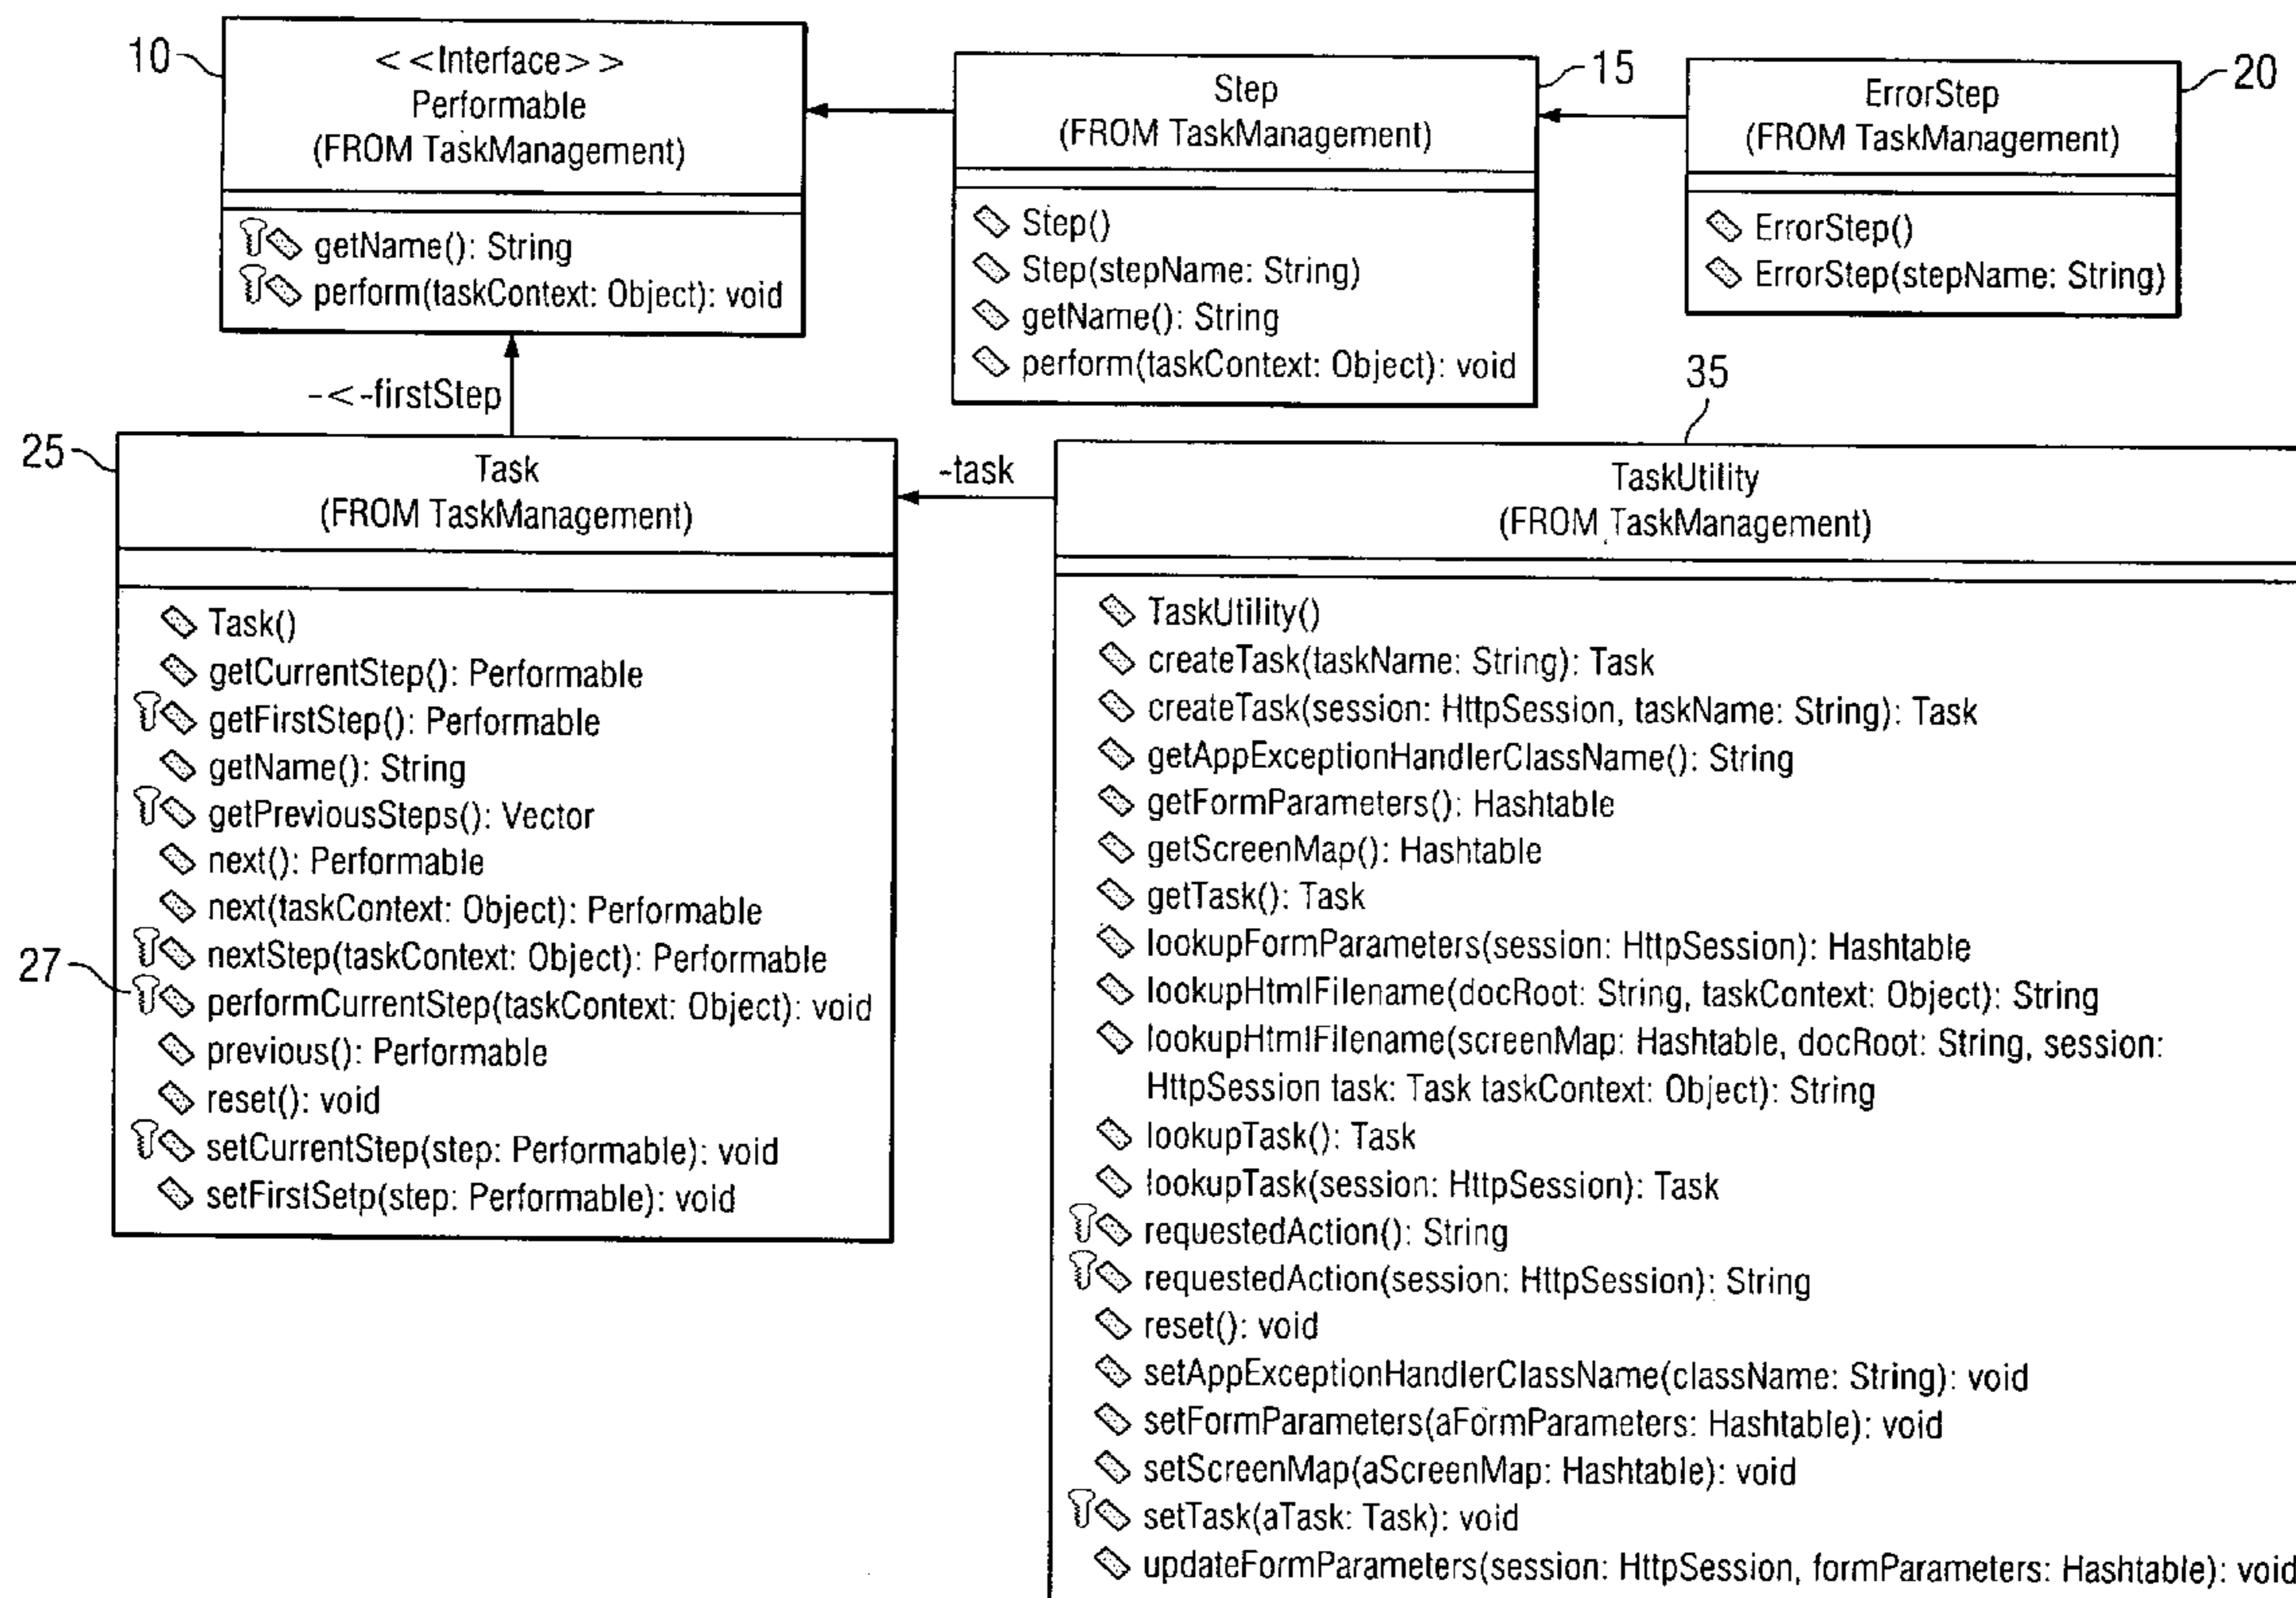 10
< <Interface> >
Performable
(FROM TaskManagement)
getName(): String
perform(taskContext: Object): void
15
Step
(FROM TaskManagement)
Step()
Step(stepName: String)
getName(): String
perform(taskContext: Object): void
20
ErrorStep
(FROM TaskManagement)
ErrorStep()
ErrorStep(stepName: String)
-<-firstStep
25
Task
(FROM TaskManagement)
Task()
getCurrentStep(): Performable
getFirstStep(): Performable
getName(): String
getPreviousSteps(): Vector
next(): Performable
next(taskContext: Object): Performable
nextStep(taskContext: Object): Performable
27
performCurrentStep(taskContext: Object): void
previous(): Performable
reset(): void
setCurrentStep(step: Performable): void
setFirstSetp(step: Performable): void
-task
35
TaskUtility
(FROM TaskManagement)
TaskUtility()
createTask(taskName: String): Task
createTask(session: HttpSession, taskName: String): Task
getAppExceptionHandlerClassName(): String
getFormParameters(): Hashtable
getScreenMap(): Hashtable
getTask(): Task
lookupFormParameters(session: HttpSession): Hashtable
lookupHtmlFilename(docRoot: String, taskContext: Object): String
lookupHtmlFilename(screenMap: Hashtable, docRoot: String, session:
HttpSession task: Task taskContext: Object): String
lookupTask(): Task
lookupTask(session: HttpSession): Task
requestedAction(): String
requestedAction(session: HttpSession): String
reset(): void
setAppExceptionHandlerClassName(className: String): void
setFormParameters(aFormParameters: Hashtable): void
setScreenMap(aScreenMap: Hashtable): void
setTask(aTask: Task): void
updateFormParameters(session: HttpSession, formParameters: Hashtable): void